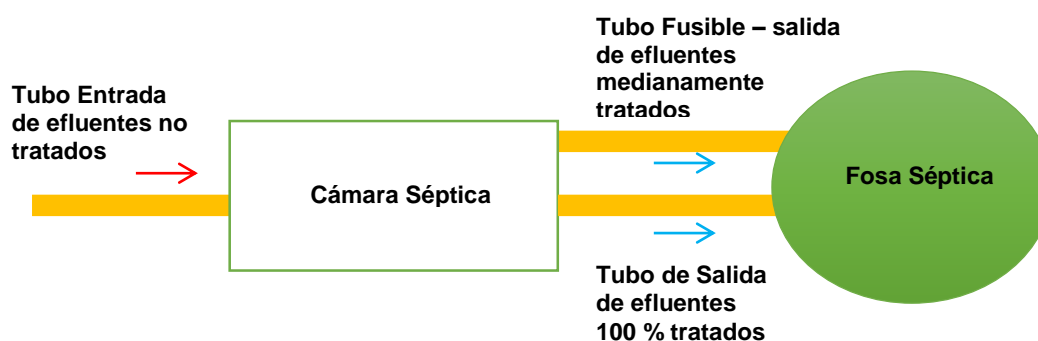 Tubo Fusible – salida
de efluentes
medianamente
tratados
Tubo Entrada
de efluentes no
tratados
Cámara Séptica
Fosa Séptica
Tubo de Salida
de efluentes
100 % tratados